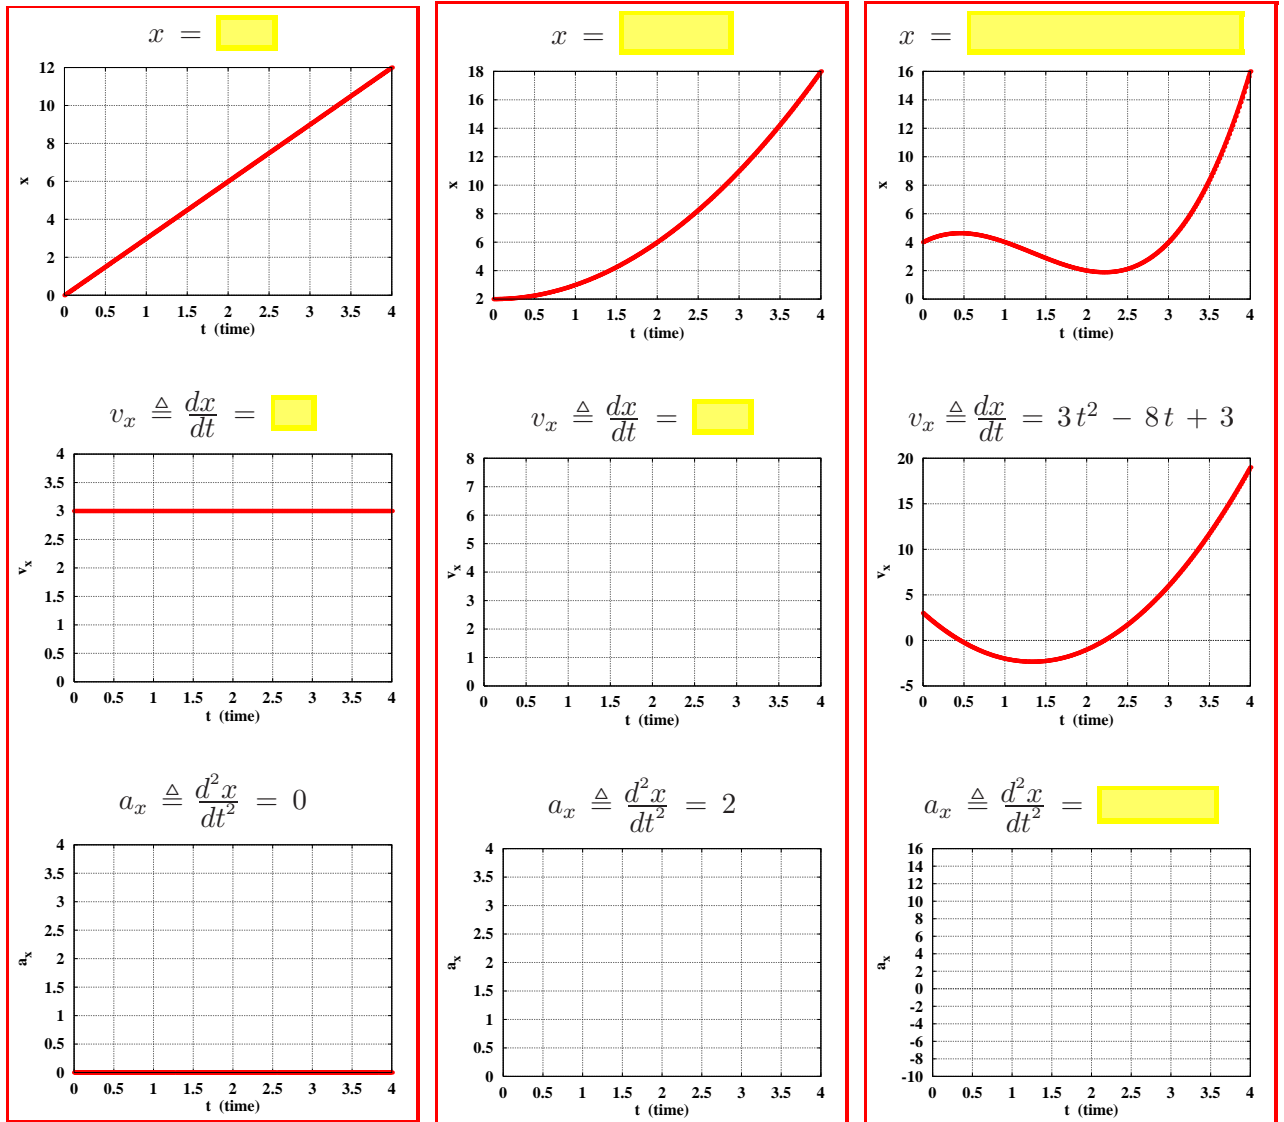 x =
12
10
8
6
4
2
0
x
0 0.5 1 1.5 2 2.5 3 3.5 4
t (time)
v_x ≜ dx/dt =
4
3.5
3
2.5
2
1.5
1
0.5
0
v_x
0 0.5 1 1.5 2 2.5 3 3.5 4
t (time)
a_x ≜ d²x/dt² = 0
4
3.5
3
2.5
2
1.5
1
0.5
0
a_x
0 0.5 1 1.5 2 2.5 3 3.5 4
t (time)
x =
18
16
14
12
10
8
6
4
2
x
0 0.5 1 1.5 2 2.5 3 3.5 4
t (time)
v_x ≜ dx/dt =
8
7
6
5
4
3
2
1
0
v_x
0 0.5 1 1.5 2 2.5 3 3.5 4
t (time)
a_x ≜ d²x/dt² = 2
4
3.5
3
2.5
2
1.5
1
0.5
0
a_x
0 0.5 1 1.5 2 2.5 3 3.5 4
t (time)
x =
16
14
12
10
8
6
4
2
0
x
0 0.5 1 1.5 2 2.5 3 3.5 4
t (time)
v_x ≜ dx/dt = 3t² − 8t + 3
20
15
10
5
0
-5
v_x
0 0.5 1 1.5 2 2.5 3 3.5 4
t (time)
a_x ≜ d²x/dt² =
16
14
12
10
8
6
4
2
0
-2
-4
-6
-8
-10
a_x
0 0.5 1 1.5 2 2.5 3 3.5 4
t (time)